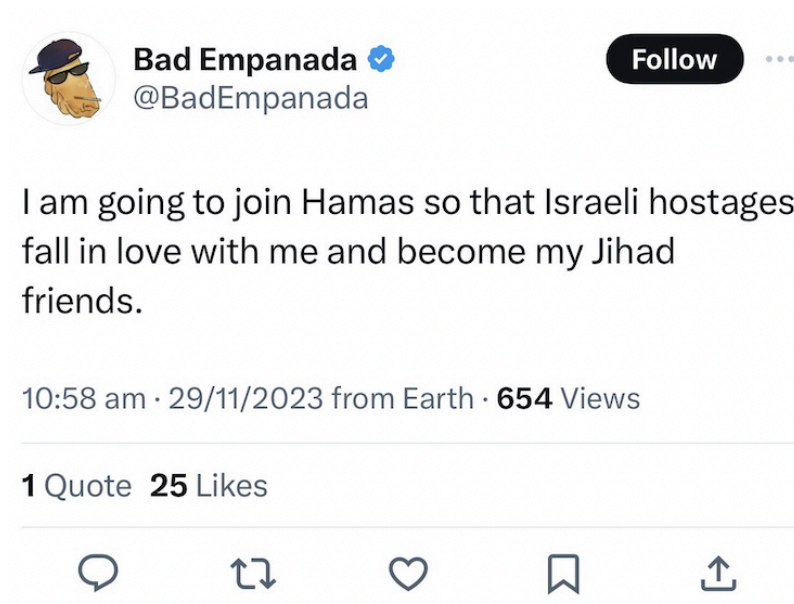 Bad Empanada
@BadEmpanada
Follow
I am going to join Hamas so that Israeli hostages
fall in love with me and become my Jihad
friends.
10:58 am · 29/11/2023 from Earth · 654 Views
1 Quote 25 Likes